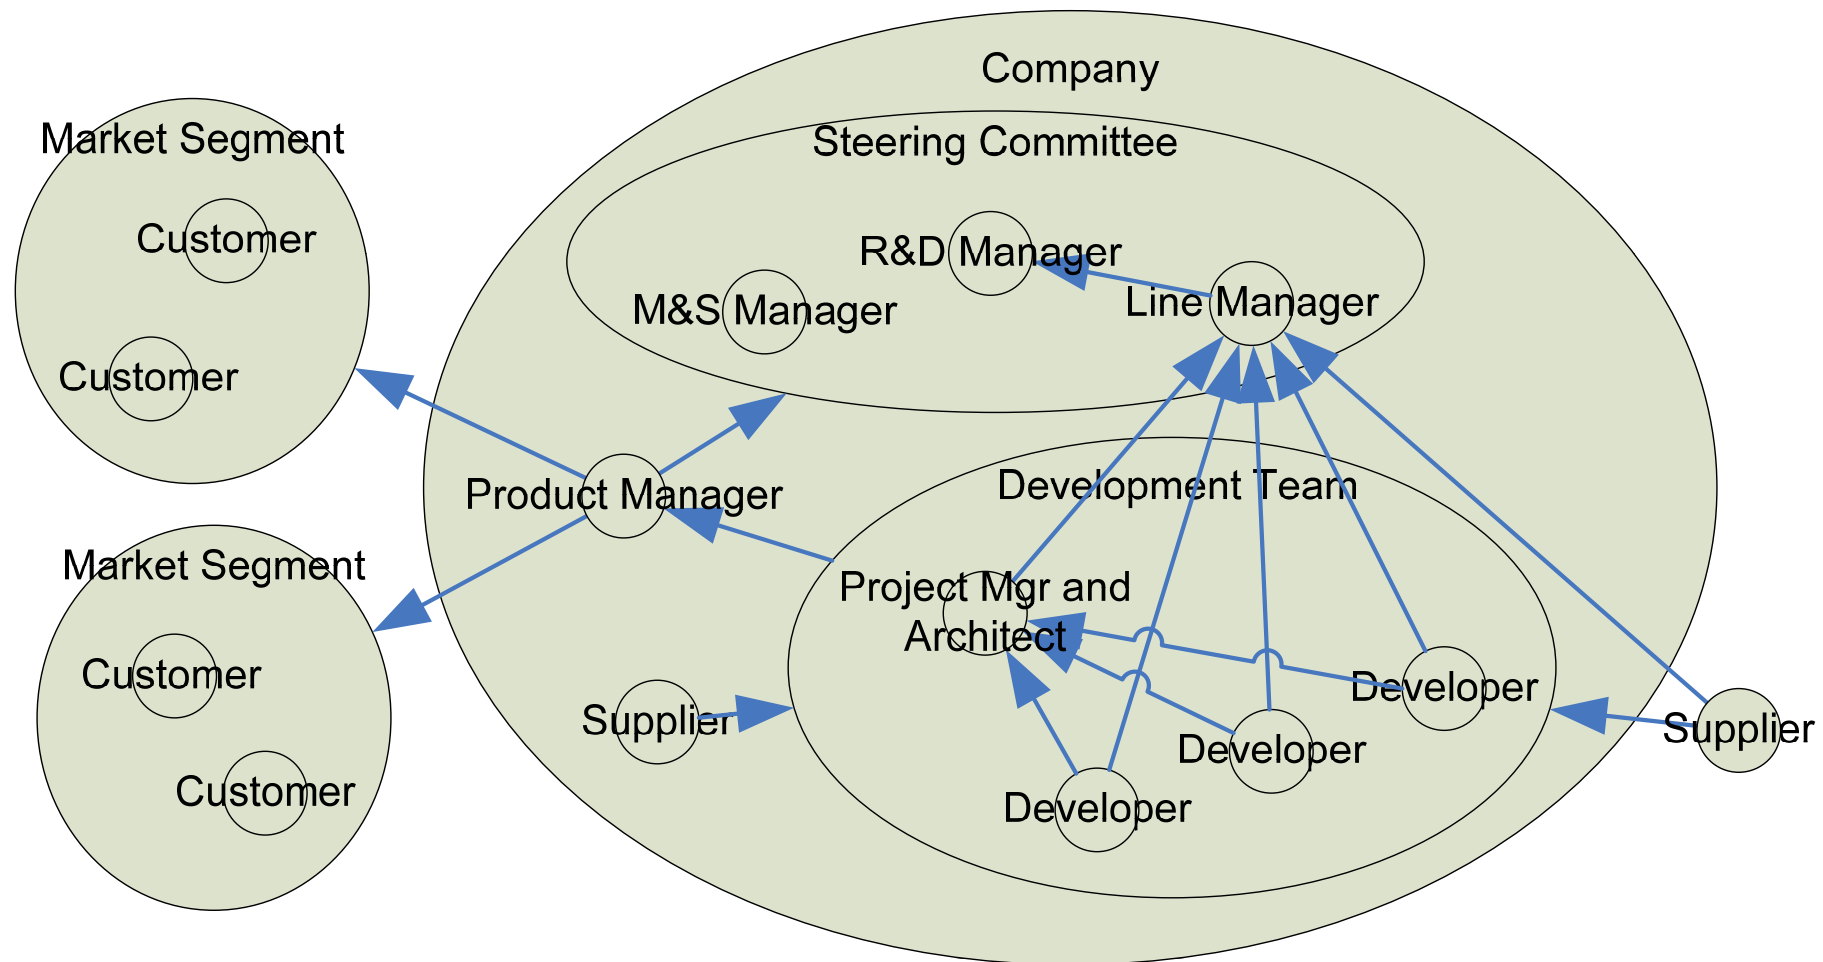 Company
Market Segment
Steering Committee
Customer
R&D Manager
M&S Manager
Line Manager
Customer
Product Manager
Development Team
Market Segment
Project Mgr and
Architect
Customer
Supplier
Developer
Supplier
Developer
Customer
Developer